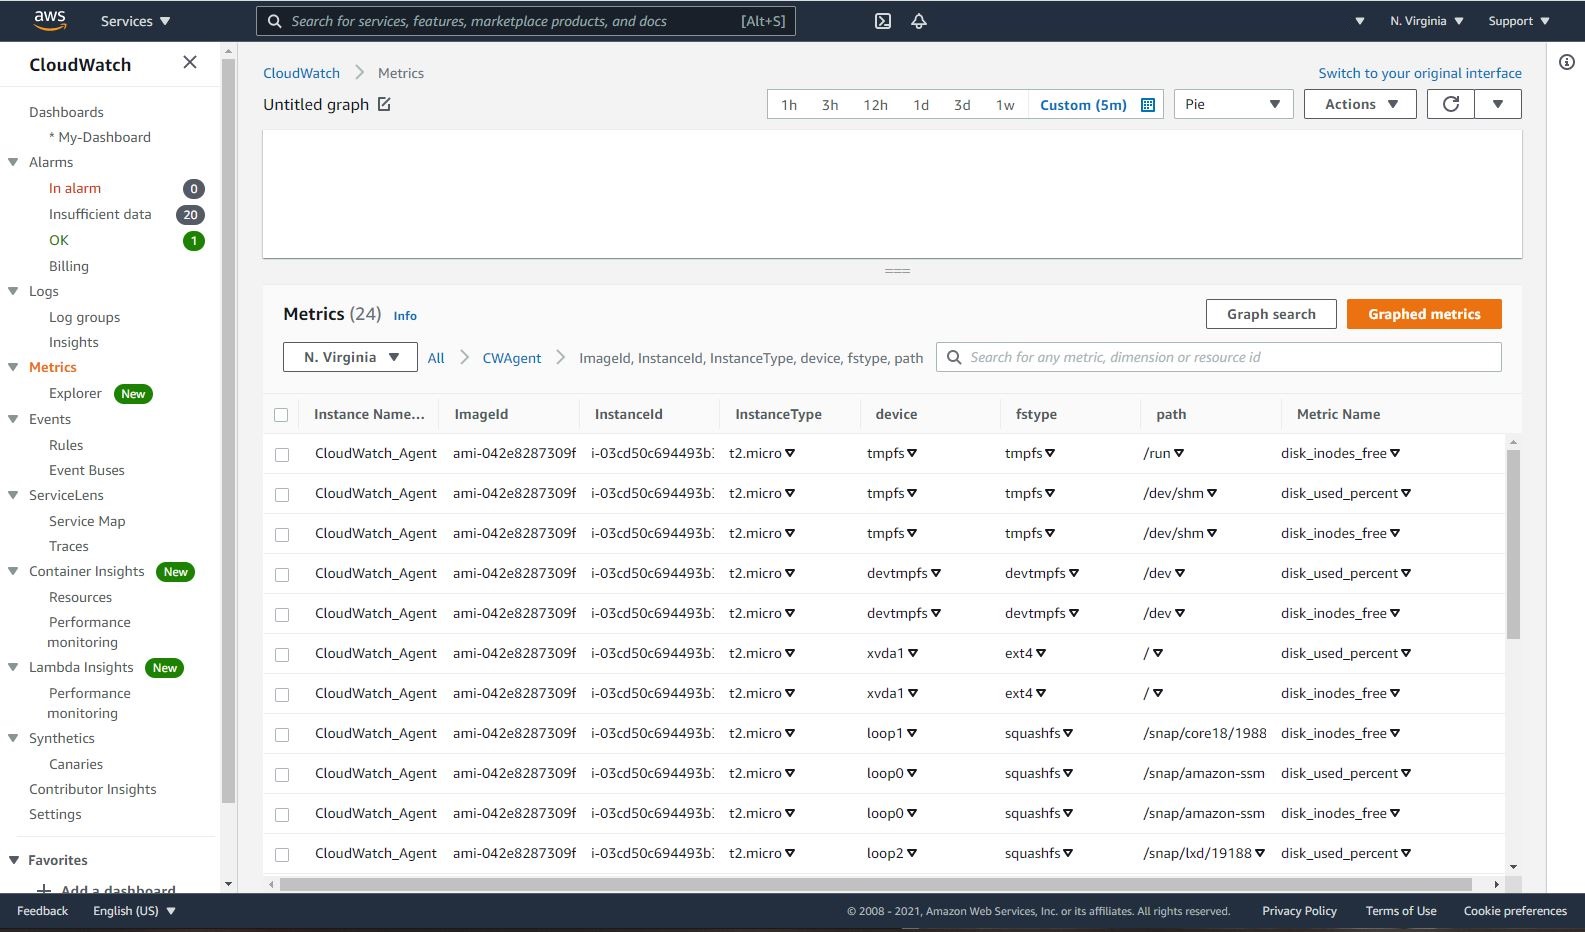 aws
Services
Search for services, features, marketplace products, and docs [Alt+S]
N. Virginia
Support
CloudWatch
Dashboards
* My-Dashboard
Alarms
In alarm 0
Insufficient data 20
OK 1
Billing
Logs
Log groups
Insights
Metrics
Explorer New
Events
Rules
Event Buses
ServiceLens
Service Map
Traces
Container Insights New
Resources
Performance
monitoring
Lambda Insights New
Performance
monitoring
Synthetics
Canaries
Contributor Insights
Settings
Favorites
Add a dashboard
CloudWatch Metrics
Switch to your original interface
Untitled graph
1h 3h 12h 1d 3d 1w Custom (5m) Pie Actions
Metrics (24) Info
Graph search Graphed metrics
N. Virginia All CWAgent ImageId, InstanceId, InstanceType, device, fstype, path Search for any metric, dimension or resource id
Instance Name... ImageId InstanceId InstanceType device fstype path Metric Name
CloudWatch_Agent ami-042e8287309f i-03cd50c694493b t2.micro tmpfs tmpfs /run disk_inodes_free
CloudWatch_Agent ami-042e8287309f i-03cd50c694493b t2.micro tmpfs tmpfs /dev/shm disk_used_percent
CloudWatch_Agent ami-042e8287309f i-03cd50c694493b t2.micro tmpfs tmpfs /dev/shm disk_inodes_free
CloudWatch_Agent ami-042e8287309f i-03cd50c694493b t2.micro devtmpfs devtmpfs /dev disk_used_percent
CloudWatch_Agent ami-042e8287309f i-03cd50c694493b t2.micro devtmpfs devtmpfs /dev disk_inodes_free
CloudWatch_Agent ami-042e8287309f i-03cd50c694493b t2.micro xvda1 ext4 / disk_used_percent
CloudWatch_Agent ami-042e8287309f i-03cd50c694493b t2.micro xvda1 ext4 / disk_inodes_free
CloudWatch_Agent ami-042e8287309f i-03cd50c694493b t2.micro loop1 squashfs /snap/core18/1988 disk_inodes_free
CloudWatch_Agent ami-042e8287309f i-03cd50c694493b t2.micro loop0 squashfs /snap/amazon-ssm disk_used_percent
CloudWatch_Agent ami-042e8287309f i-03cd50c694493b t2.micro loop0 squashfs /snap/amazon-ssm disk_inodes_free
CloudWatch_Agent ami-042e8287309f i-03cd50c694493b t2.micro loop2 squashfs /snap/lxd/19188 disk_used_percent
Feedback English (US) © 2008 - 2021, Amazon Web Services, Inc. or its affiliates. All rights reserved. Privacy Policy Terms of Use Cookie preferences